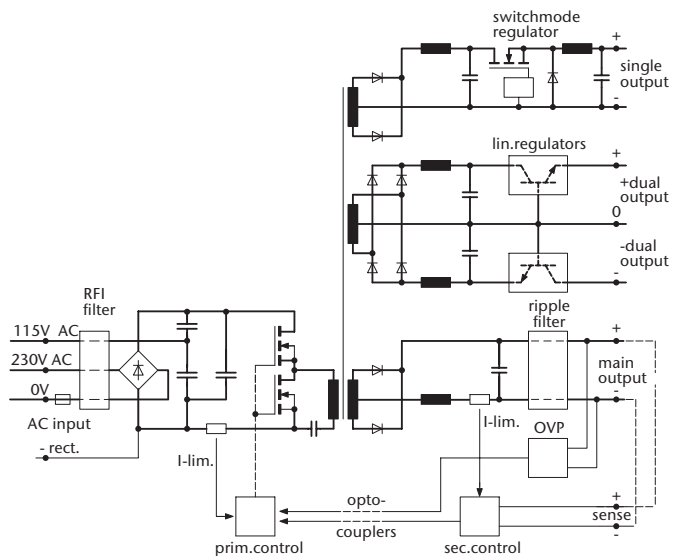 switchmode
regulator
+
single
output
-
lin.regulators
+
+dual
output
0
-dual
output
-
RFI
filter
ripple
filter
115V AC
+
230V AC
main
output
0V
-
AC input
I-lim.
OVP
- rect.
I-lim.
opto-
+
sense
couplers
-
prim.control
sec.control